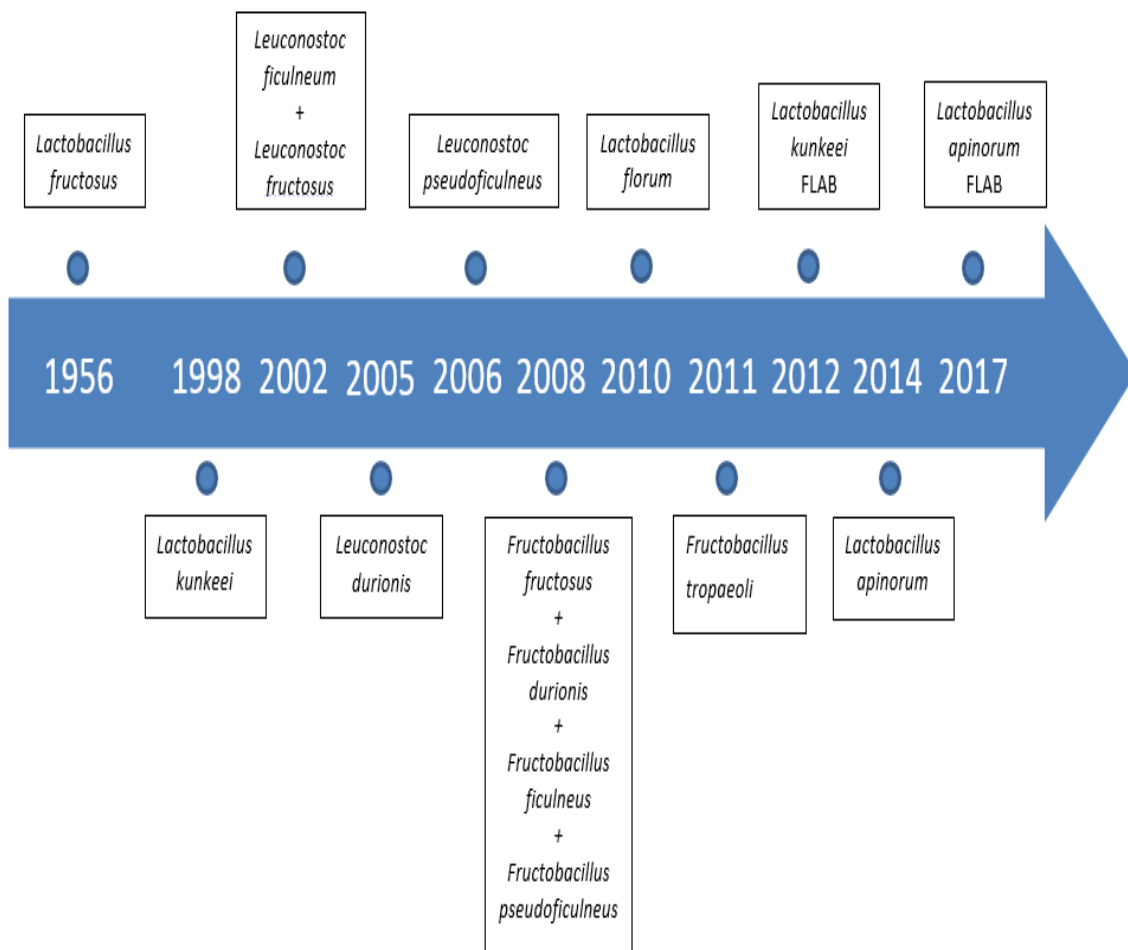 Leuconostoc
ficulneum
+
Leuconostoc
fructosus
Lactobacillus
fructosus
Leuconostoc
pseudoficulneus
Lactobacillus
florum
Lactobacillus
kunkeei
FLAB
Lactobacillus
apinorum
FLAB
1956 1998 2002 2005 2006 2008 2010 2011 2012 2014 2017
Lactobacillus
kunkeei
Leuconostoc
durionis
Fructobacillus
fructosus
+
Fructobacillus
durionis
+
Fructobacillus
ficulneus
+
Fructobacillus
pseudoficulneus
Fructobacillus
tropaeoli
Lactobacillus
apinorum